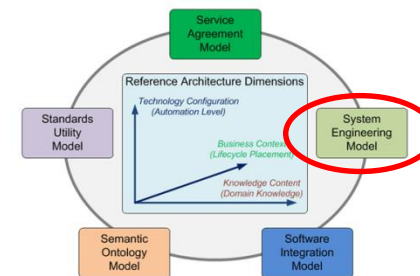 Service
Agreement
Model
Reference Architecture Dimensions
Technology Configuration
(Automation Level)
Standards
Utility
Model
System
Engineering
Model
Business Context
(Lifecycle Placement)
Knowledge Content
(Domain Knowledge)
Semantic
Ontology
Model
Software
Integration
Model